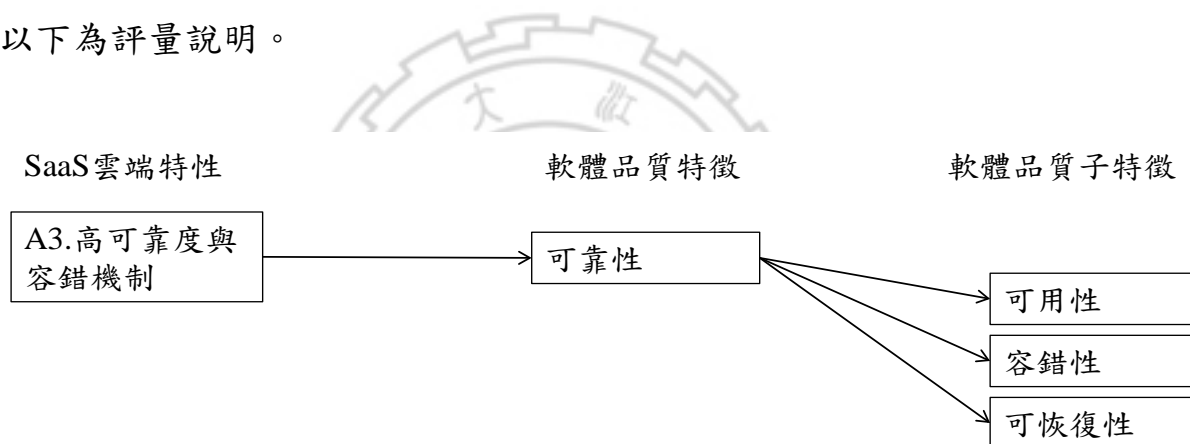 以下為評量說明。
大 江
SaaS雲端特性 軟體品質特徵 軟體品質子特徵
A3.高可靠度與
容錯機制
可靠性
可用性
容錯性
可恢復性